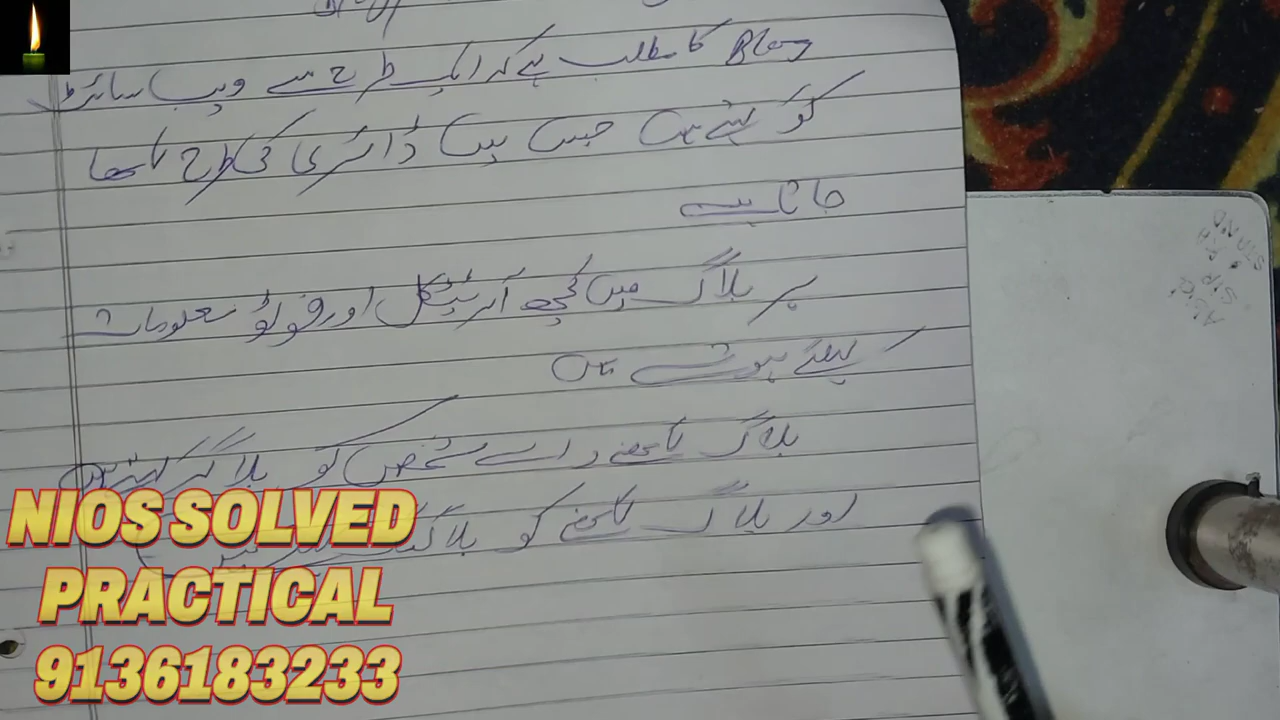 Blog کا مطلب ہے کہ ایک طرح سے ویب سائٹ
کو کہتے ہیں جس میں ڈائری کی طرح لکھا
جاتا ہے
ہر بلاگ میں کچھ آرٹیکل اور فوٹو معلومات
کیلئے ہوتے ہیں
بلاگ لکھنے والے شخص کو بلاگر کہتے ہیں
اور بلاگ لکھنے کو
NIOS SOLVED
PRACTICAL
9136183233
STAND